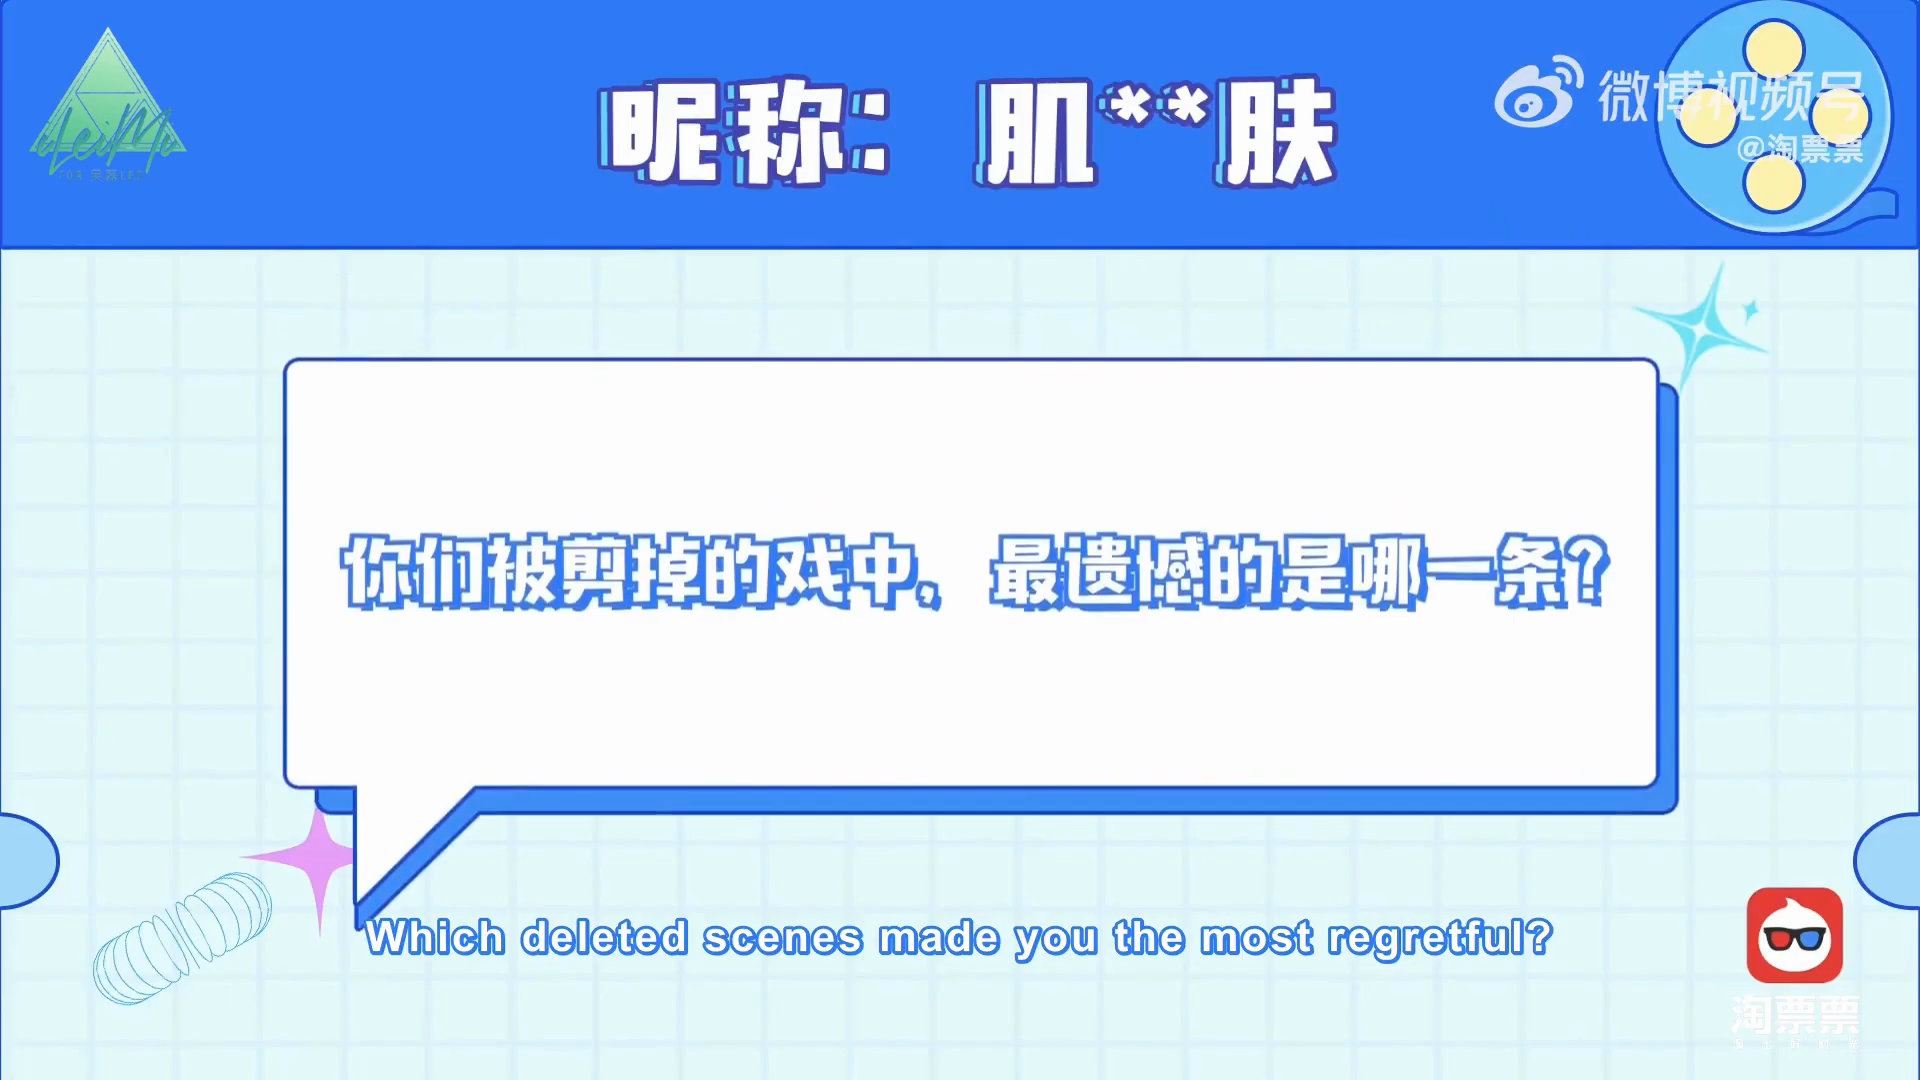 iLeiMi
昵称：肌**肤
微博视频号
@淘票票
你们被剪掉的戏中，最遗憾的是哪一条？
Which deleted scenes made you the most regretful?
淘票票